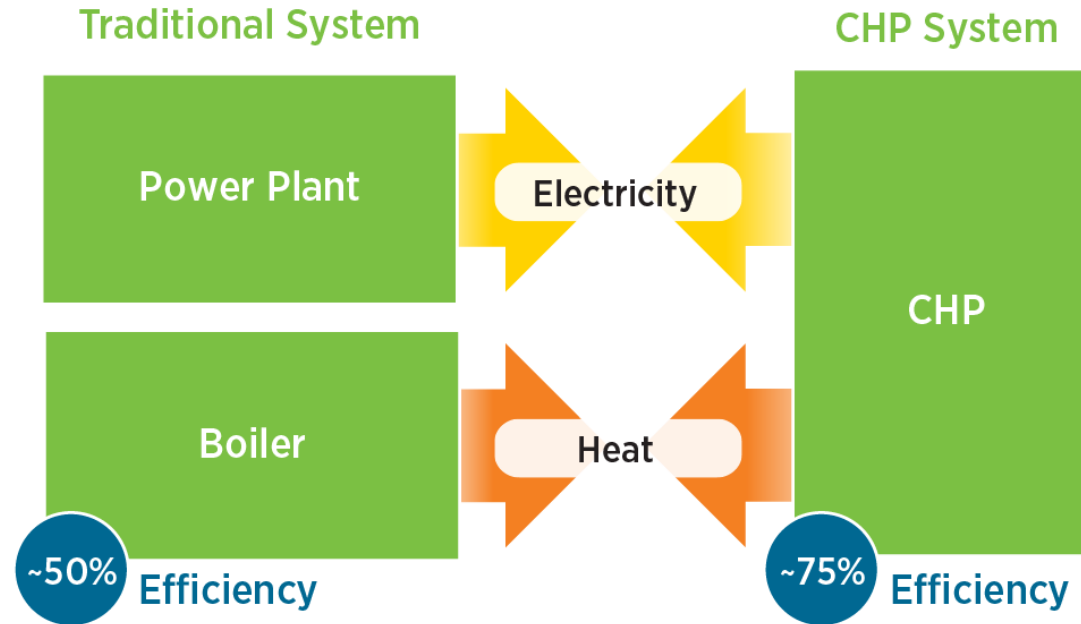 Traditional System
CHP System
Power Plant
Electricity
CHP
Boiler
Heat
~50% Efficiency
~75% Efficiency